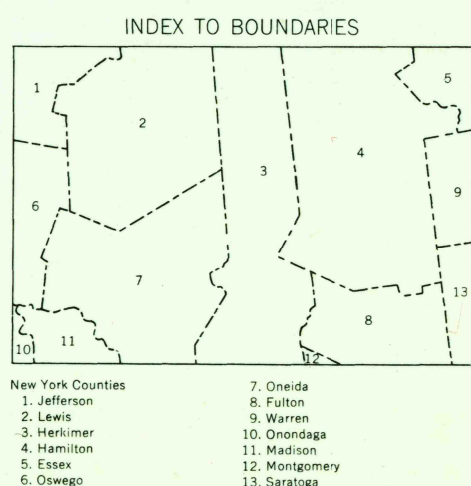 INDEX TO BOUNDARIES
1
5
2
4
3
9
6
7
13
8
11
10
12
New York Counties
1. Jefferson
2. Lewis
3. Herkimer
4. Hamilton
5. Essex
6. Oswego
7. Oneida
8. Fulton
9. Warren
10. Onondaga
11. Madison
12. Montgomery
13. Saratoga